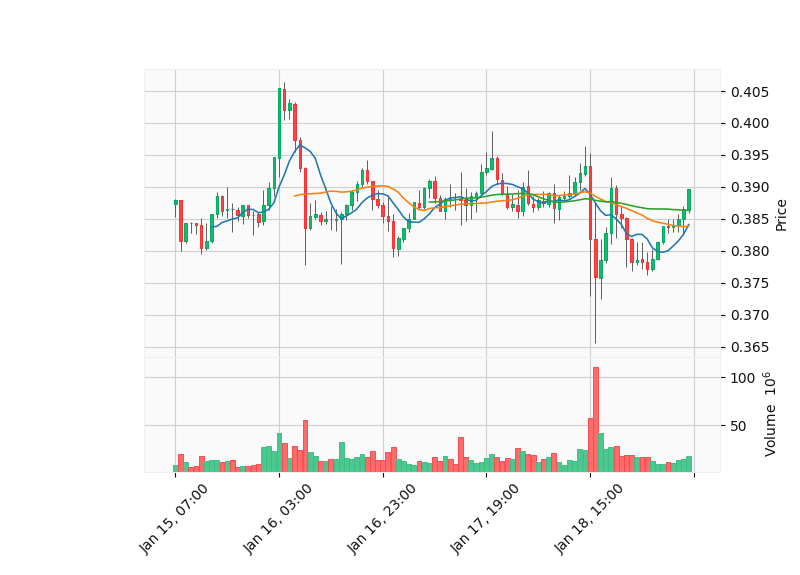 0.405
0.400
0.395
0.390
0.385
0.380
0.375
0.370
0.365
Price
100
50
Volume 10⁶
Jan 15, 07:00
Jan 16, 03:00
Jan 16, 23:00
Jan 17, 19:00
Jan 18, 15:00